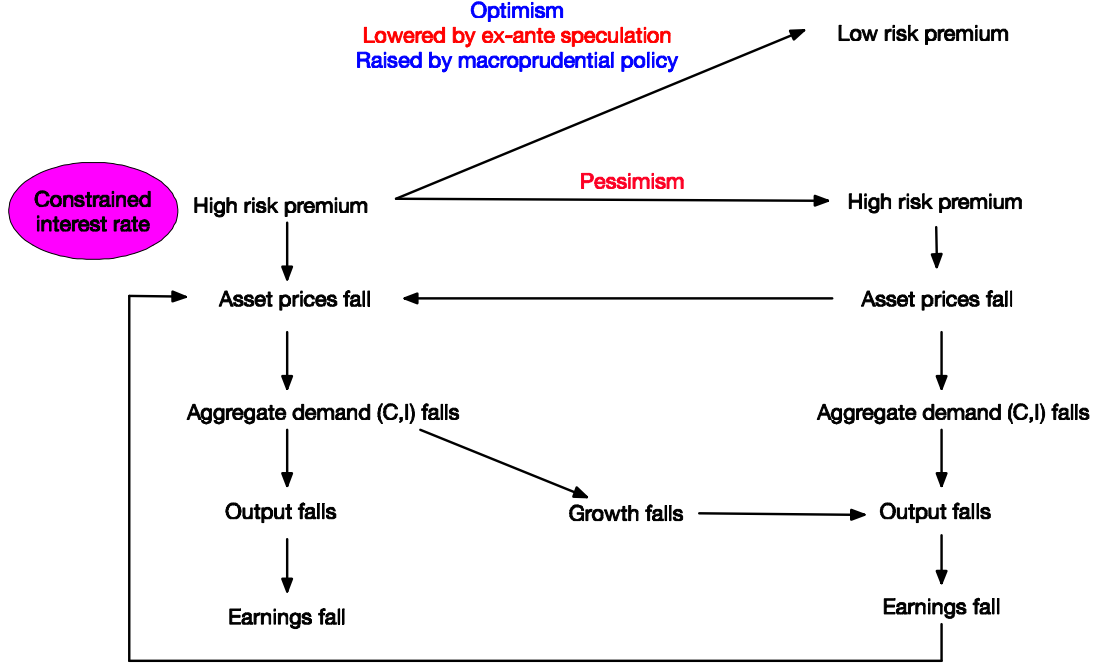 Optimism
Lowered by ex-ante speculation
Raised by macroprudential policy
Low risk premium
Constrained
interest rate
High risk premium
Pessimism
High risk premium
Asset prices fall
Asset prices fall
Aggregate demand (C,I) falls
Aggregate demand (C,I) falls
Output falls
Growth falls
Output falls
Earnings fall
Earnings fall